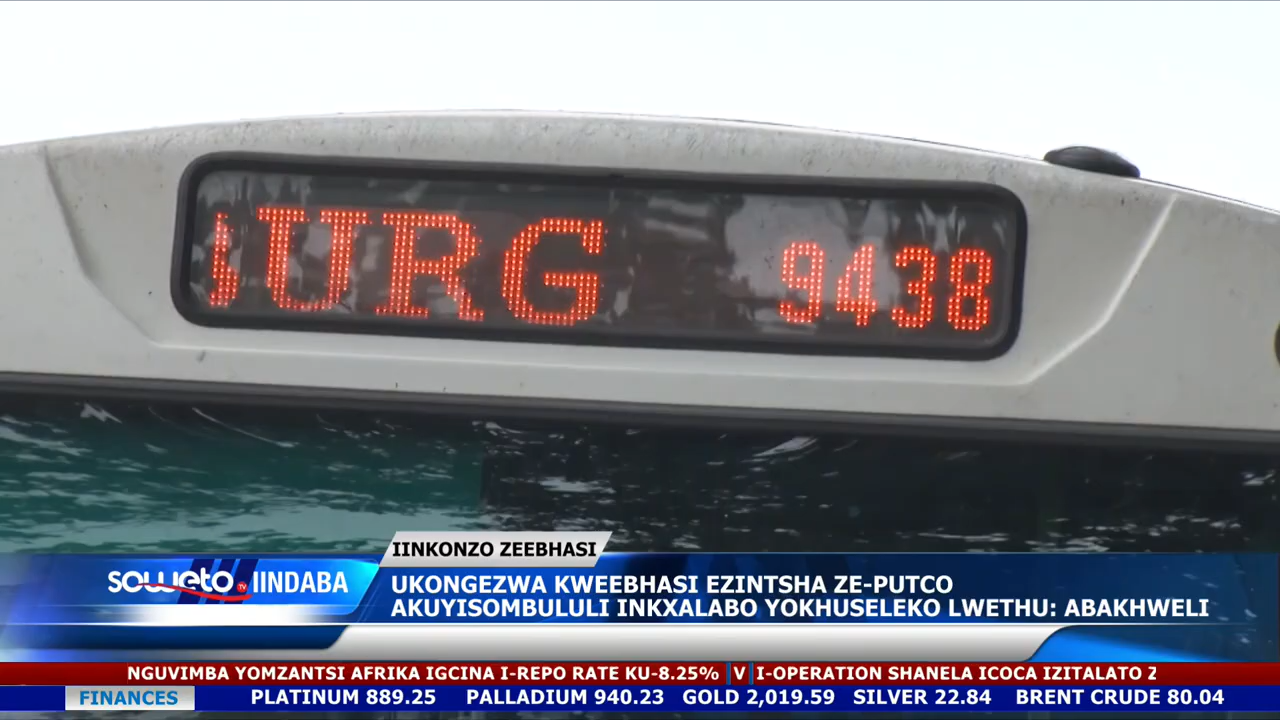 URG 9438
IINKONZO ZEEBHASI
soweto TV IINDABA
UKONGEZWA KWEEBHASI EZINTSHA ZE-PUTCO
AKUYISOMBULULI INKXALABO YOKHUSELEKO LWETHU: ABAKHWELI
NGUVIMBA YOMZANTSI AFRIKA IGCINA I-REPO RATE KU-8.25% V I-OPERATION SHANELA ICOCA IZITALATO
FINANCES PLATINUM 889.25 PALLADIUM 940.23 GOLD 2,019.59 SILVER 22.84 BRENT CRUDE 80.04